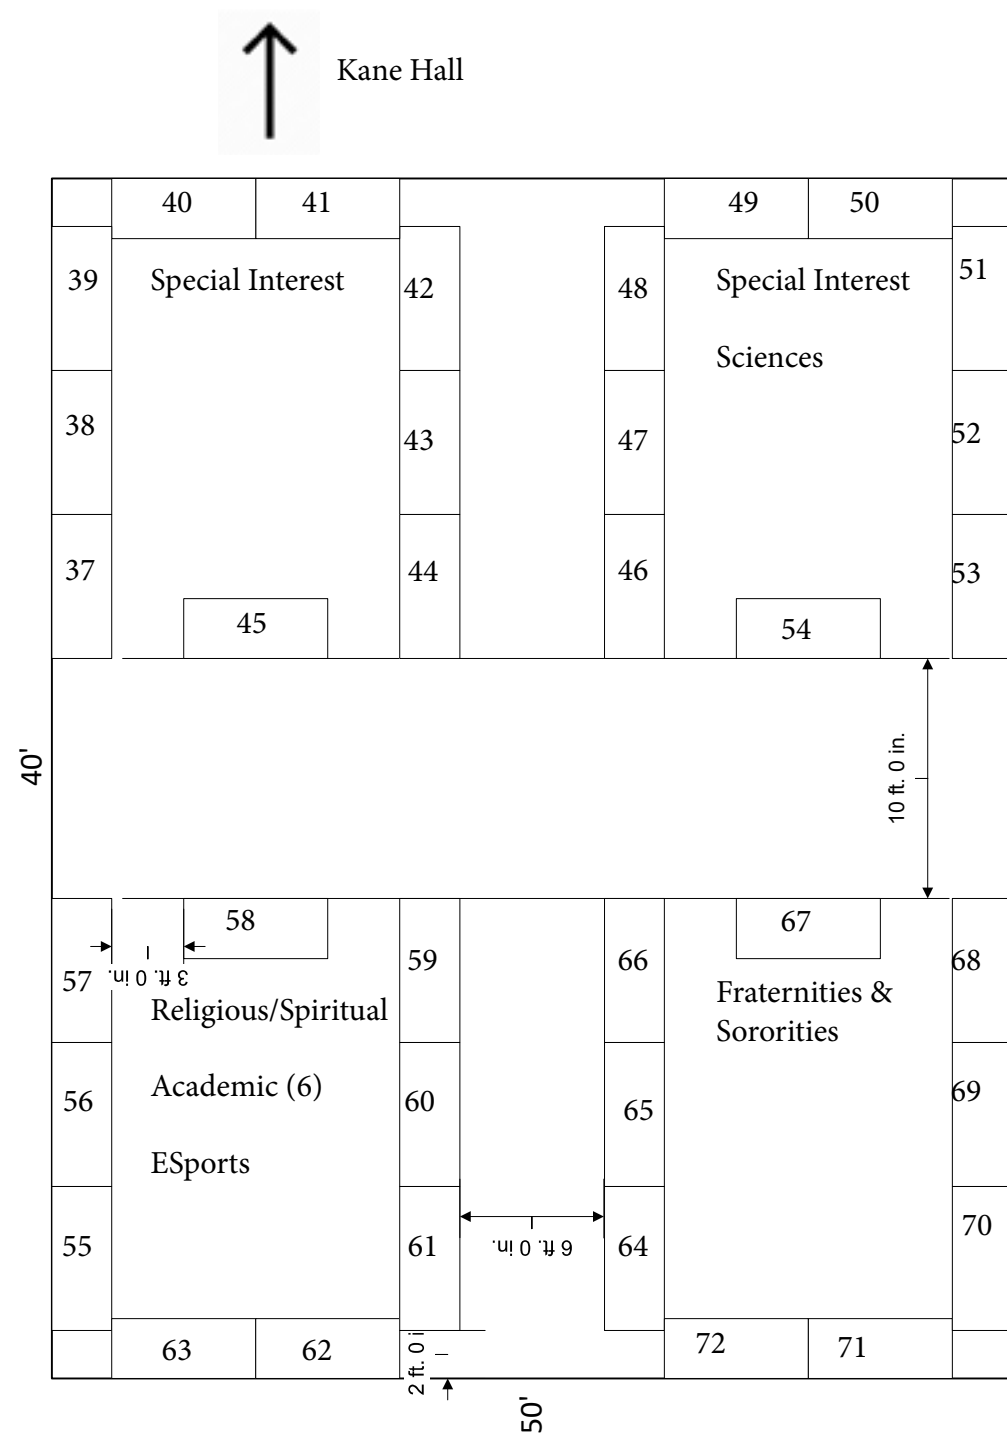 Kane Hall
40 41 49 50
39 Special Interest 42 48 Special Interest 51
Sciences
38 43 47 52
37 44 46 53
45 54
40'
10 ft. 0 in.
58 67
57 3 ft. 0 in. 59 66 68
Religious/Spiritual Fraternities &
Sororities
Academic (6)
56 60 65 69
ESports
55 61 6 ft. 0 in. 64 70
63 62 2 ft. 0 i 72 71
50'